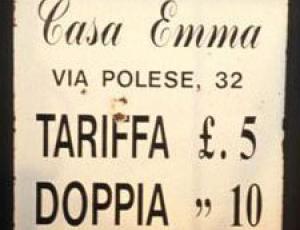 Casa Emma
VIA POLESE, 32
TARIFFA £. 5
DOPPIA „ 10